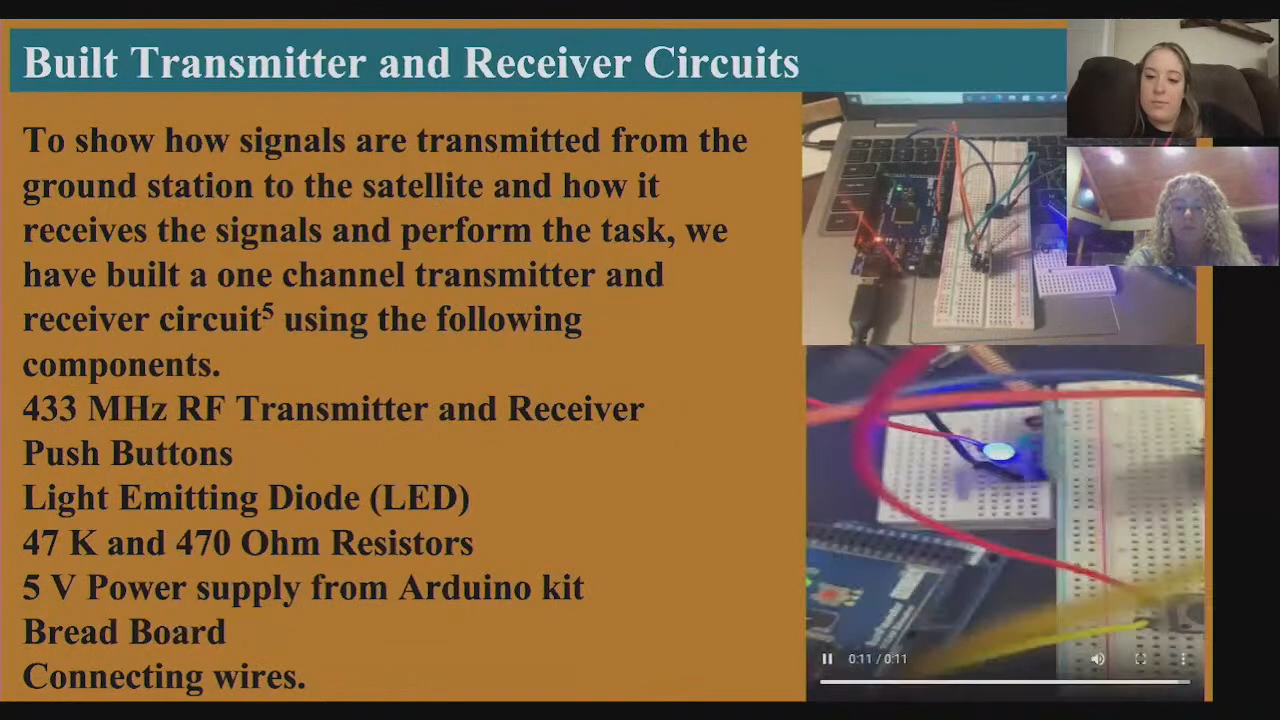 Built Transmitter and Receiver Circuits
To show how signals are transmitted from the
ground station to the satellite and how it
receives the signals and perform the task, we
have built a one channel transmitter and
receiver circuit⁵ using the following
components.
433 MHz RF Transmitter and Receiver
Push Buttons
Light Emitting Diode (LED)
47 K and 470 Ohm Resistors
5 V Power supply from Arduino kit
Bread Board
Connecting wires.
0:11 / 0:11